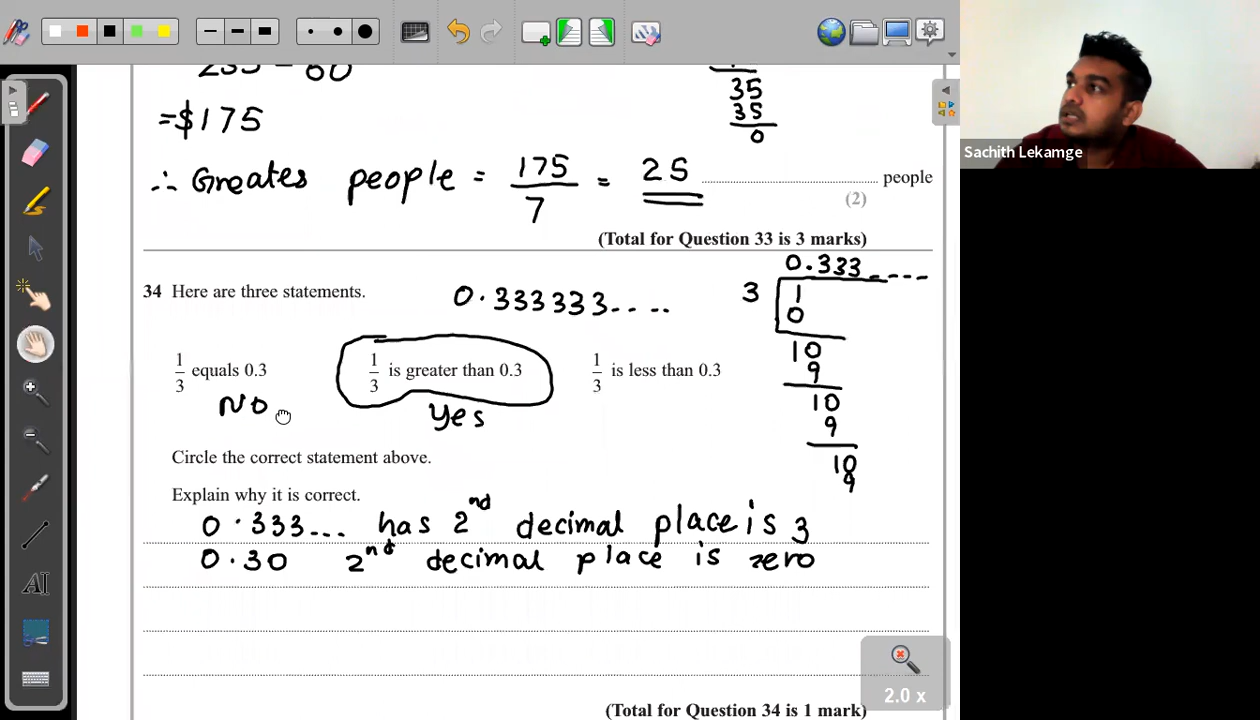 235 - 60
=$175
35
35
0
∴ Greates people = 175/7 = 25 people
(2)
(Total for Question 33 is 3 marks)
34 Here are three statements.
0.333333....
0.333----
3
1
0
10
9
10
9
10
9
1/3 equals 0.3
1/3 is greater than 0.3
1/3 is less than 0.3
NO
Yes
Circle the correct statement above.
Explain why it is correct.
0.333... has 2nd decimal place is 3
0.30 2nd decimal place is zero
(Total for Question 34 is 1 mark)
Sachith Lekamge
AI
2.0 x